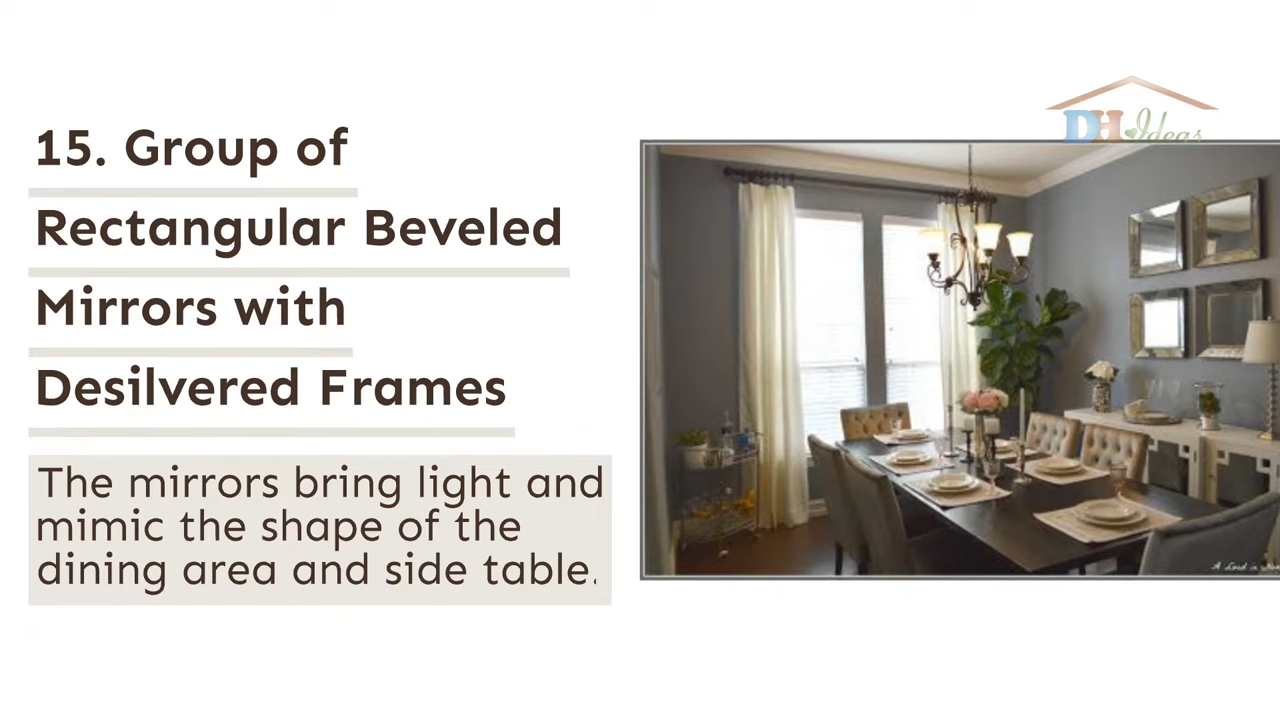 DH Ideas
15. Group of
Rectangular Beveled
Mirrors with
Desilvered Frames
The mirrors bring light and
mimic the shape of the
dining area and side table.